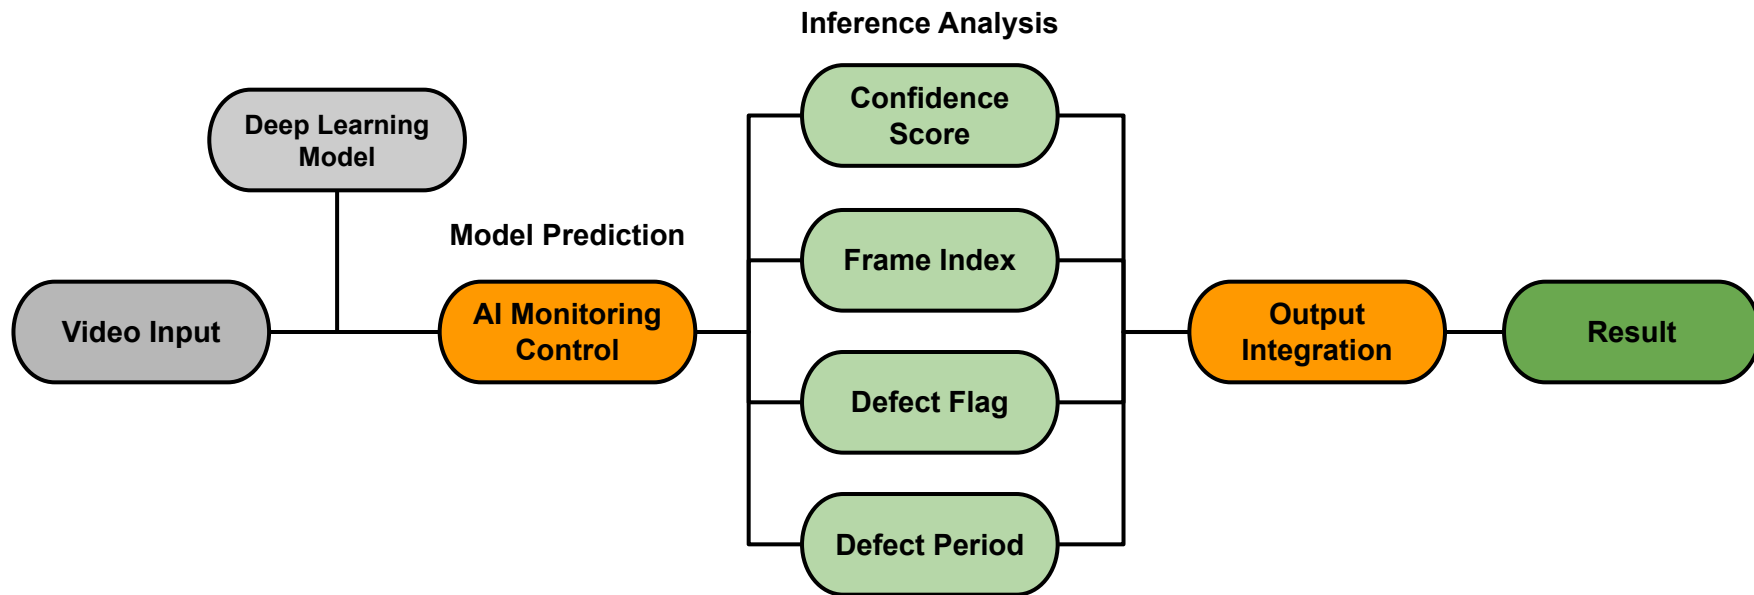 Inference Analysis
Confidence
Score
Deep Learning
Model
Model Prediction
Frame Index
Video Input
AI Monitoring
Control
Output
Integration
Result
Defect Flag
Defect Period